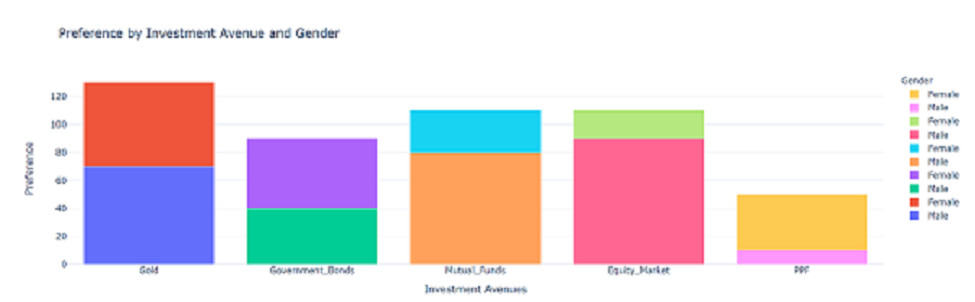 Preference by Investment Avenue and Gender
Gender
Female
Male
Female
Male
Female
Male
Female
Male
Female
Male
Preference
120
100
80
60
40
20
0
Gold
Government_Bonds
Mutual_Funds
Equity_Market
PPF
Investment Avenues